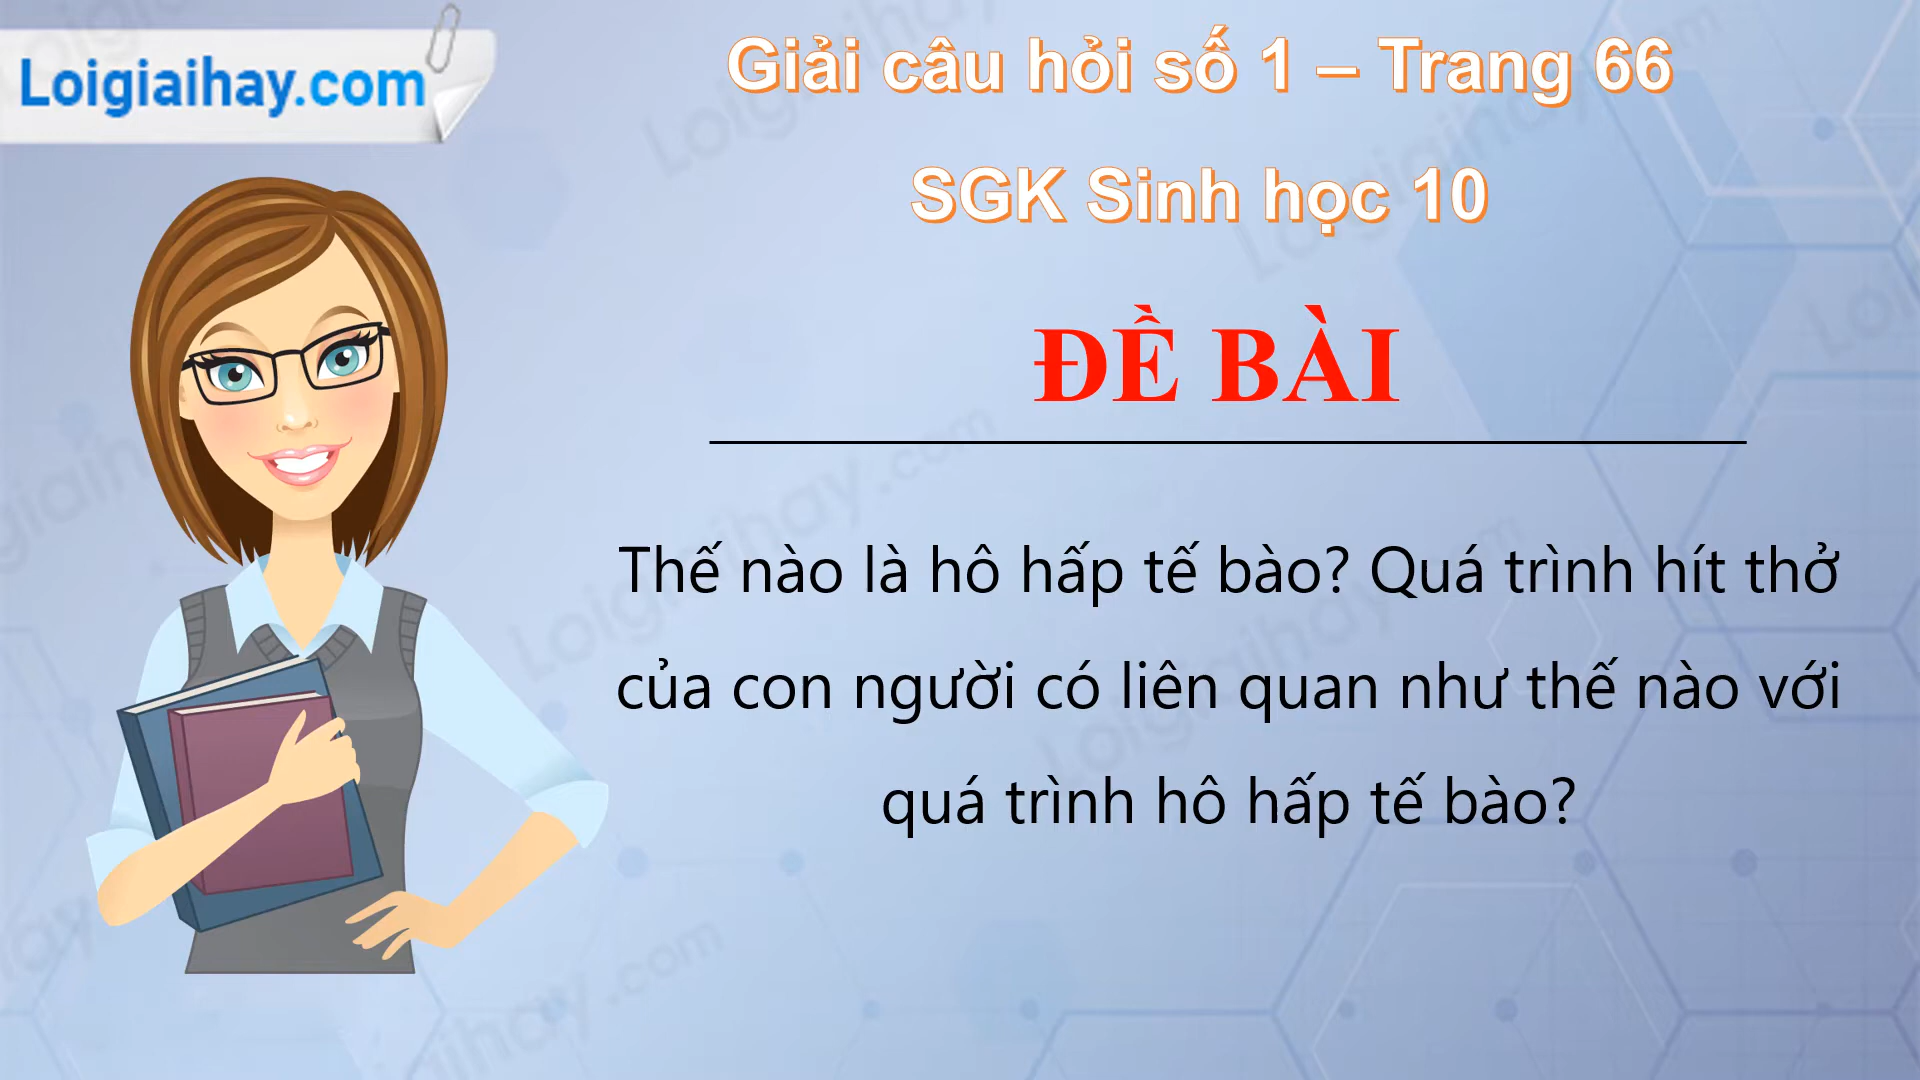 Loigiaihay.com
Giải câu hỏi số 1 – Trang 66
SGK Sinh học 10
ĐỀ BÀI
Thế nào là hô hấp tế bào? Quá trình hít thở
của con người có liên quan như thế nào với
quá trình hô hấp tế bào?